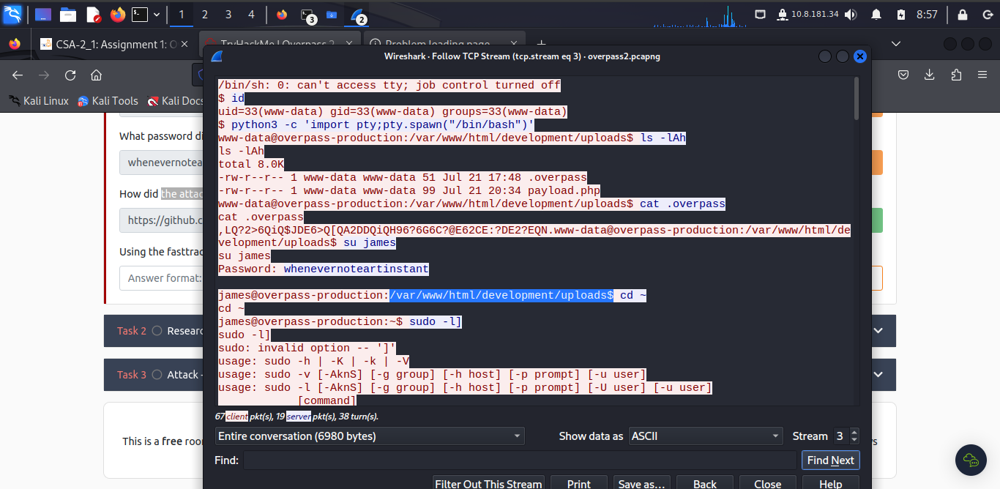 1 2 3 4 3 2 10.8.181.34 8:57
CSA-2_1: Assignment 1: O
TryHackMe | Overpass 2
Problem loading page
Wireshark · Follow TCP Stream (tcp.stream eq 3) · overpass2.pcapng
Kali Linux Kali Tools Kali Docs
/bin/sh: 0: can't access tty; job control turned off
$ id
uid=33(www-data) gid=33(www-data) groups=33(www-data)
$ python3 -c 'import pty;pty.spawn("/bin/bash")'
www-data@overpass-production:/var/www/html/development/uploads$ ls -lAh
ls -lAh
total 8.0K
-rw-r--r-- 1 www-data www-data 51 Jul 21 17:48 .overpass
-rw-r--r-- 1 www-data www-data 99 Jul 21 20:34 payload.php
www-data@overpass-production:/var/www/html/development/uploads$ cat .overpass
cat .overpass
,LQ?2>6QiQ$JDE6>Q[QA2DDQiQH96?6G6C?@E62CE:?DE2?EQN.www-data@overpass-production:/var/www/html/de
velopment/uploads$ su james
su james
Password: whenevernoteartinstant
james@overpass-production:/var/www/html/development/uploads$ cd ~
cd ~
james@overpass-production:~$ sudo -l]
sudo -l]
sudo: invalid option -- ']'
usage: sudo -h | -K | -k | -V
usage: sudo -v [-AknS] [-g group] [-h host] [-p prompt] [-u user]
usage: sudo -l [-AknS] [-g group] [-h host] [-p prompt] [-U user] [-u user]
[command]
67 client pkt(s), 19 server pkt(s), 38 turn(s).
Entire conversation (6980 bytes) Show data as ASCII Stream 3
Find: Find Next
Filter Out This Stream Print Save as... Back Close Help
What password di
whenevernotea
How did the attac
https://github.c
Using the fasttrac
Answer format:
Task 2 Researc
Task 3 Attack -
This is a free roo